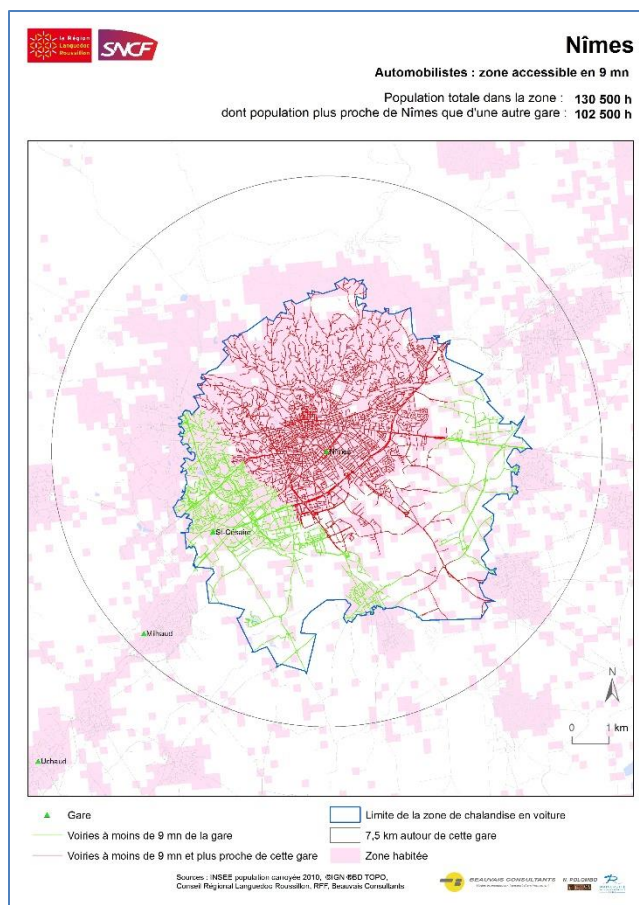 la Région
Languedoc
Roussillon
SNCF
Nîmes
Automobilistes : zone accessible en 9 mn
Population totale dans la zone : 130 500 h
dont population plus proche de Nîmes que d'une autre gare : 102 500 h
Nîmes
St-Césaire
Milhaud
Uchaud
N
0 1 km
Gare
Limite de la zone de chalandise en voiture
Voiries à moins de 9 mn de la gare
7,5 km autour de cette gare
Voiries à moins de 9 mn et plus proche de cette gare
Zone habitée
Sources : INSEE population carroyée 2010, ©IGN ©BD TOPO,
Conseil Régional Languedoc Roussillon, RFF, Beauvais Consultants
BEAUVAIS CONSULTANTS
N. POLOMBO